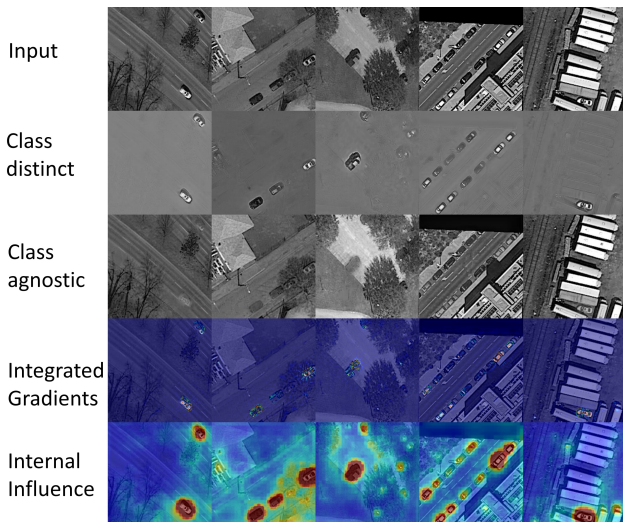 Input
Class
distinct
Class
agnostic
Integrated
Gradients
Internal
Influence